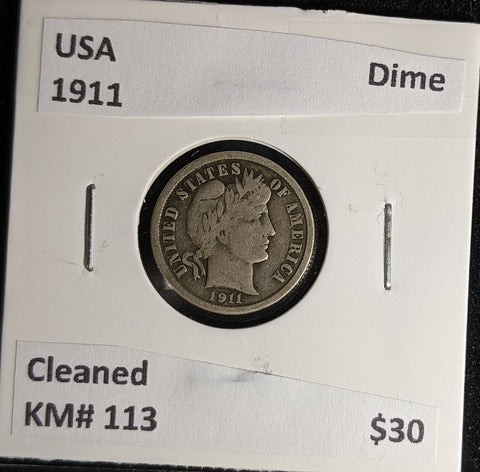 USA
Dime
1911
UNITED STATES OF AMERICA
1911
Cleaned
KM# 113
$30